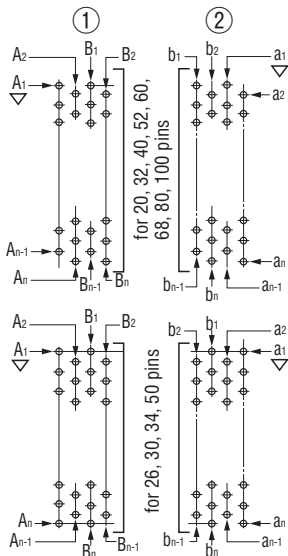 ① ②
A2 B1 B2 b1 b2 a1
A1 a2
for 20, 32, 40, 52, 60,
68, 80, 100 pins
An-1 an
An Bn-1 Bn bn-1 bn an-1
A2 B1 B2 b2 b1 a2
A1 a1
for 26, 30, 34, 50 pins
An an
An-1 Bn Bn-1 bn bn-1 an-1